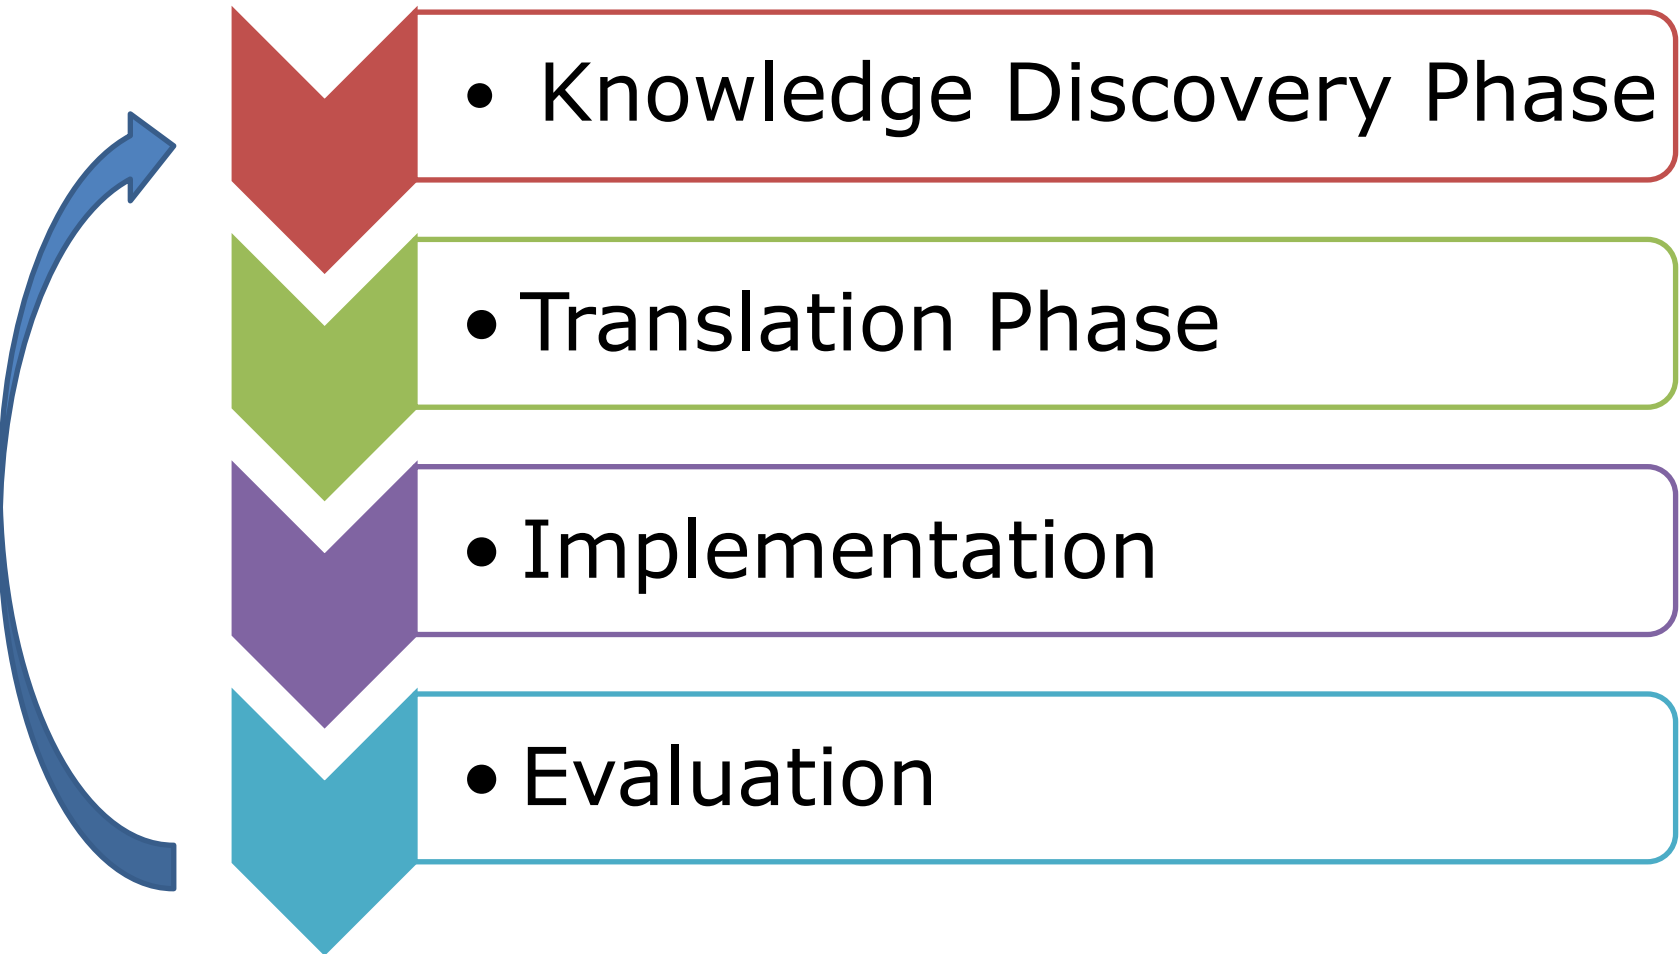 • Knowledge Discovery Phase
• Translation Phase
• Implementation
• Evaluation